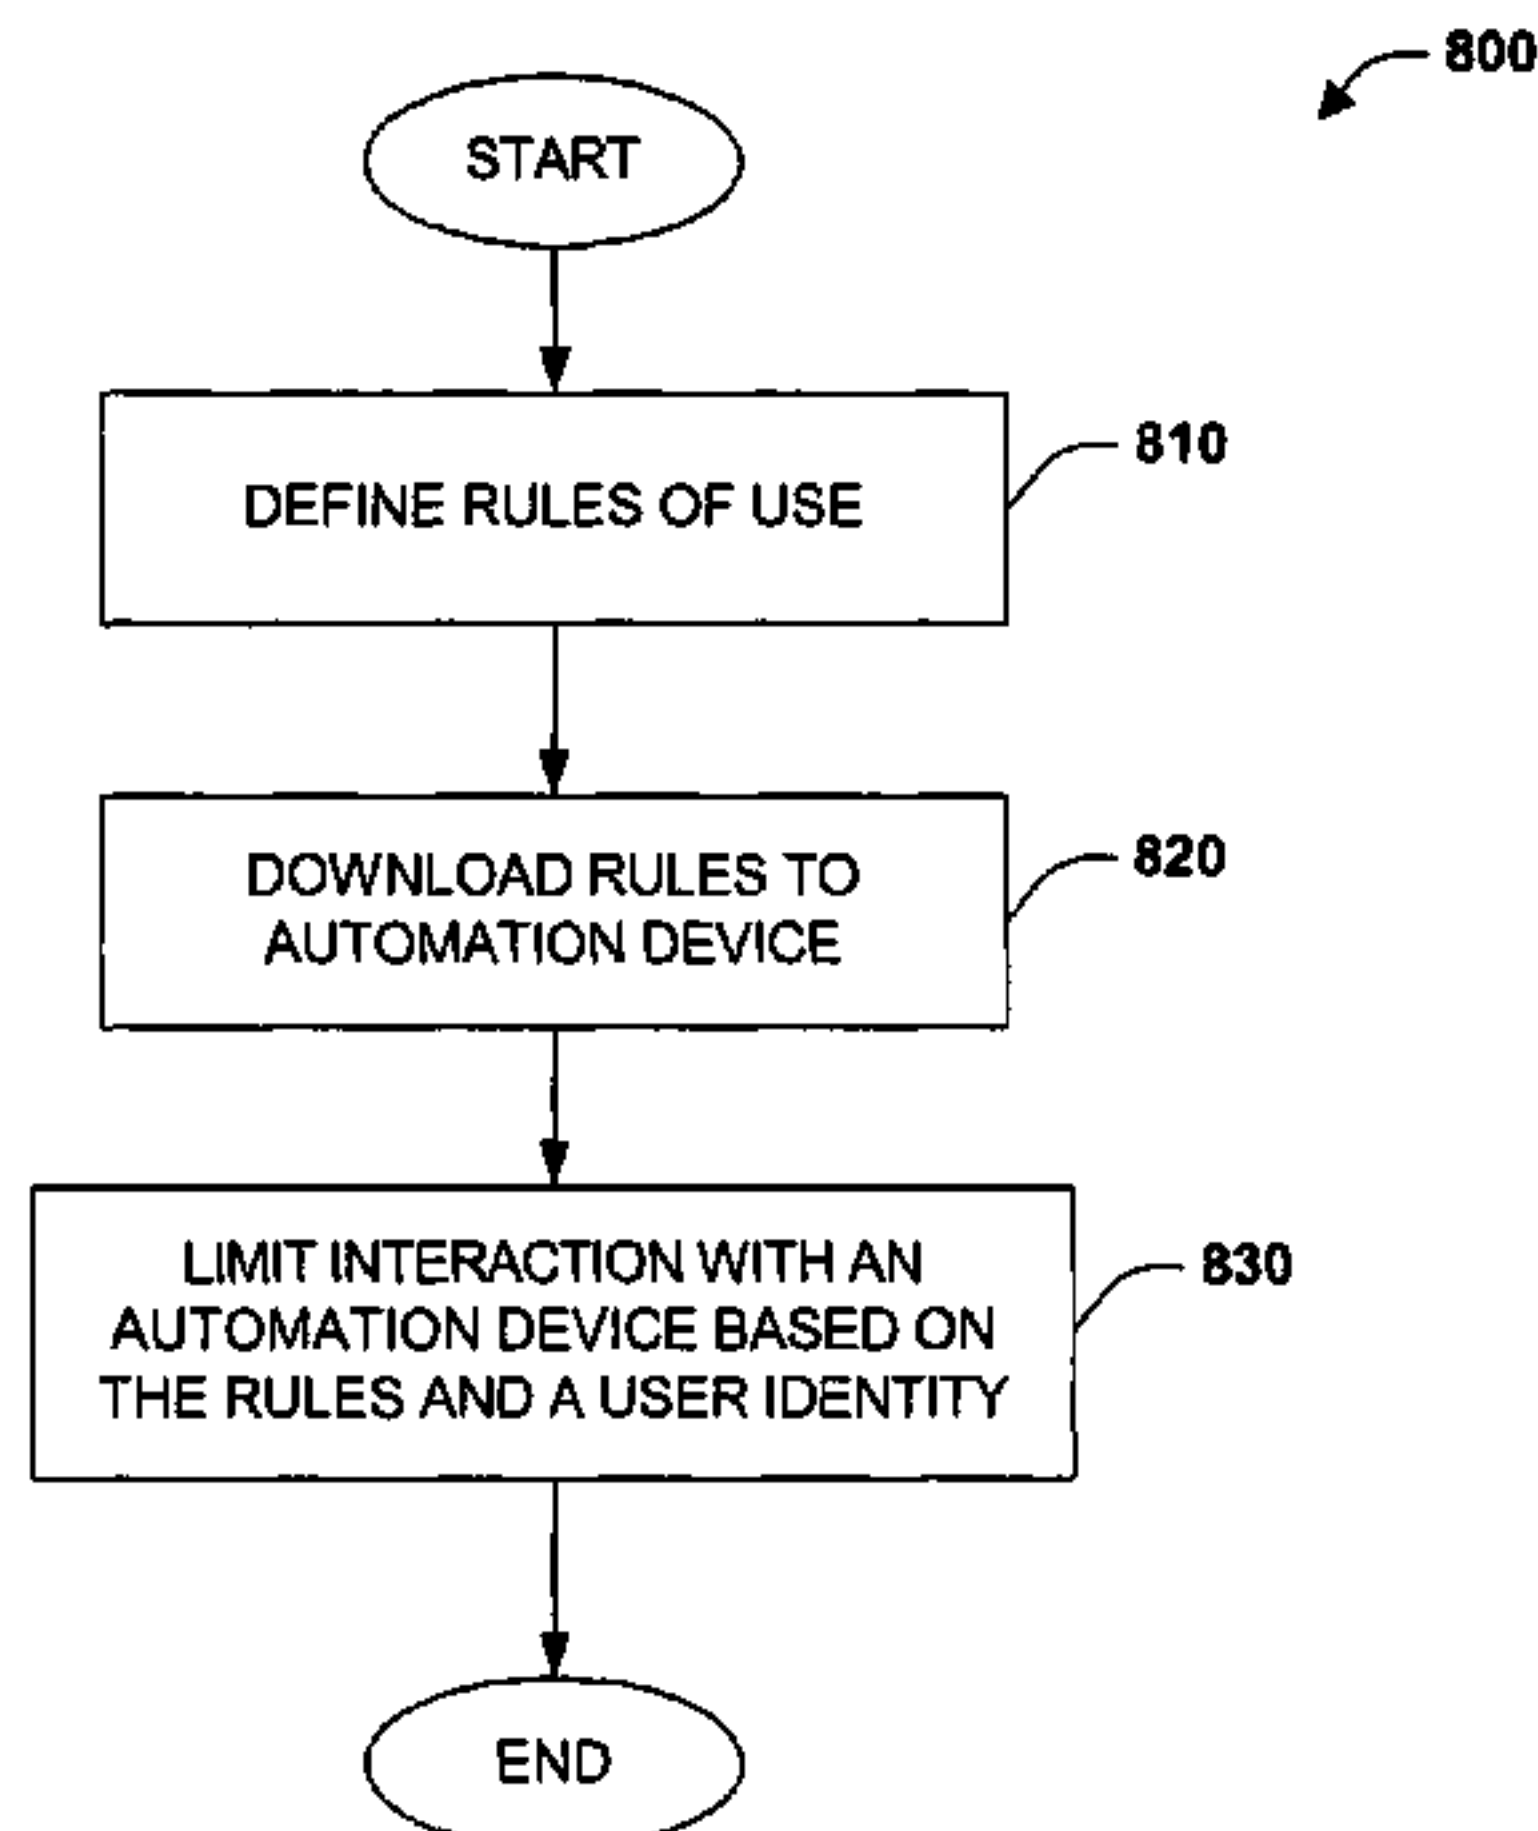 800
START
DEFINE RULES OF USE
810
DOWNLOAD RULES TO
AUTOMATION DEVICE
820
LIMIT INTERACTION WITH AN
AUTOMATION DEVICE BASED ON
THE RULES AND A USER IDENTITY
830
END